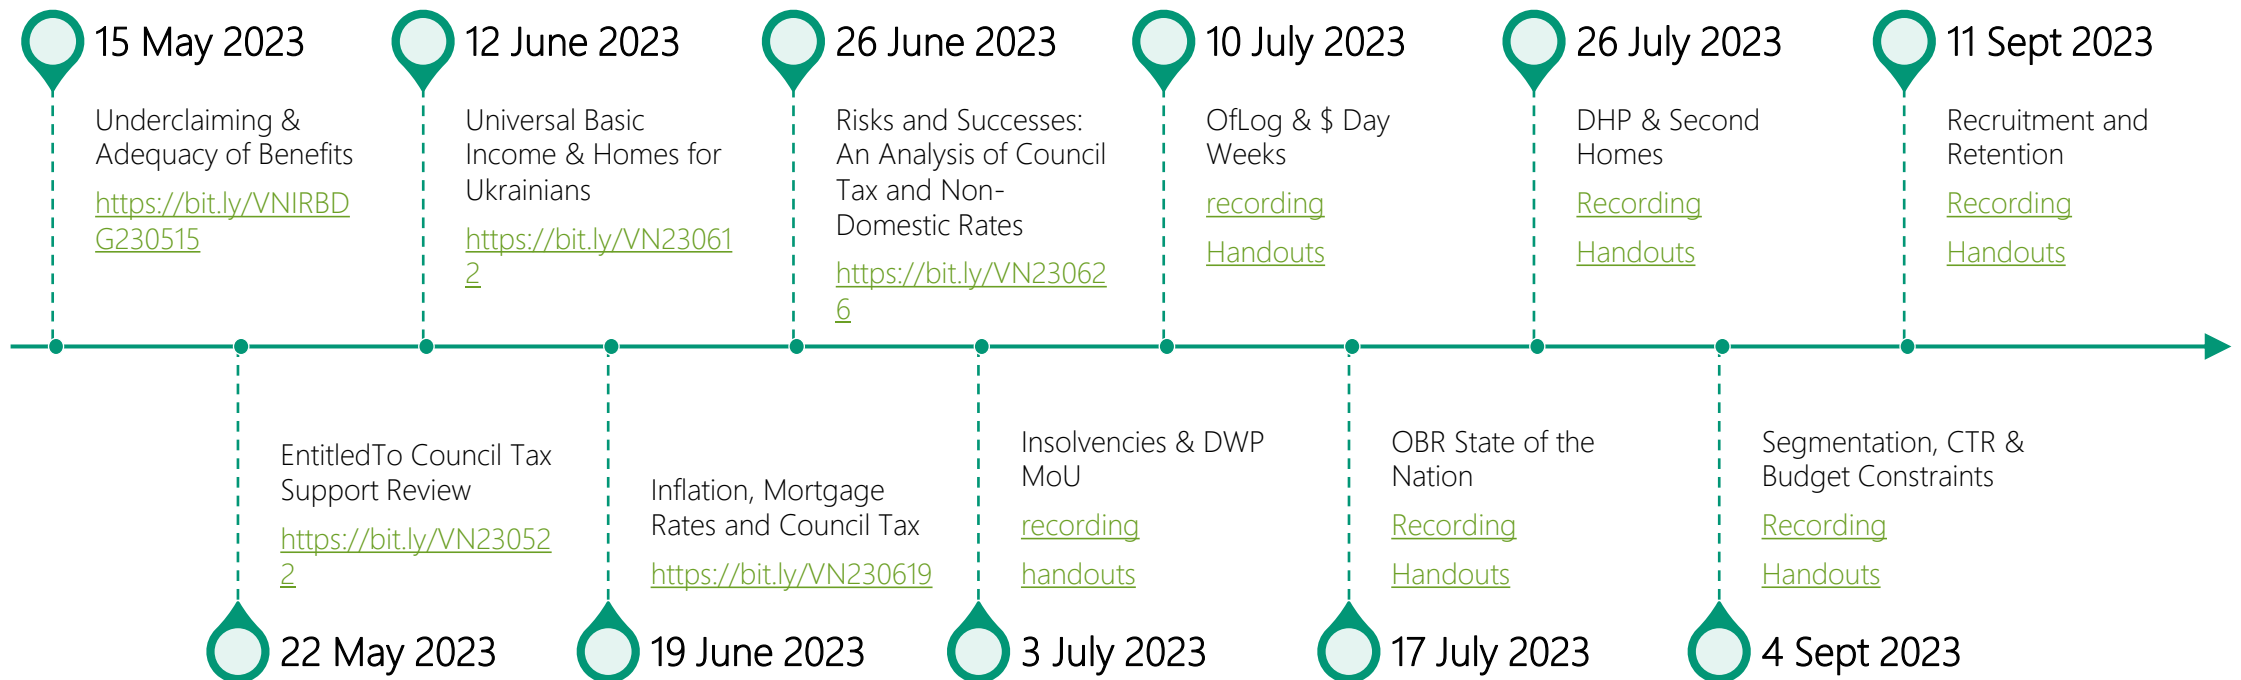 15 May 2023
Underclaiming &
Adequacy of Benefits
https://bit.ly/VNIRBD
G230515
12 June 2023
Universal Basic
Income & Homes for
Ukrainians
https://bit.ly/VN23061
2
26 June 2023
Risks and Successes:
An Analysis of Council
Tax and Non-
Domestic Rates
https://bit.ly/VN23062
6
10 July 2023
OfLog & $ Day
Weeks
recording
Handouts
26 July 2023
DHP & Second
Homes
Recording
Handouts
11 Sept 2023
Recruitment and
Retention
Recording
Handouts
EntitledTo Council Tax
Support Review
https://bit.ly/VN23052
2
22 May 2023
Inflation, Mortgage
Rates and Council Tax
https://bit.ly/VN230619
19 June 2023
Insolvencies & DWP
MoU
recording
handouts
3 July 2023
OBR State of the
Nation
Recording
Handouts
17 July 2023
Segmentation, CTR &
Budget Constraints
Recording
Handouts
4 Sept 2023